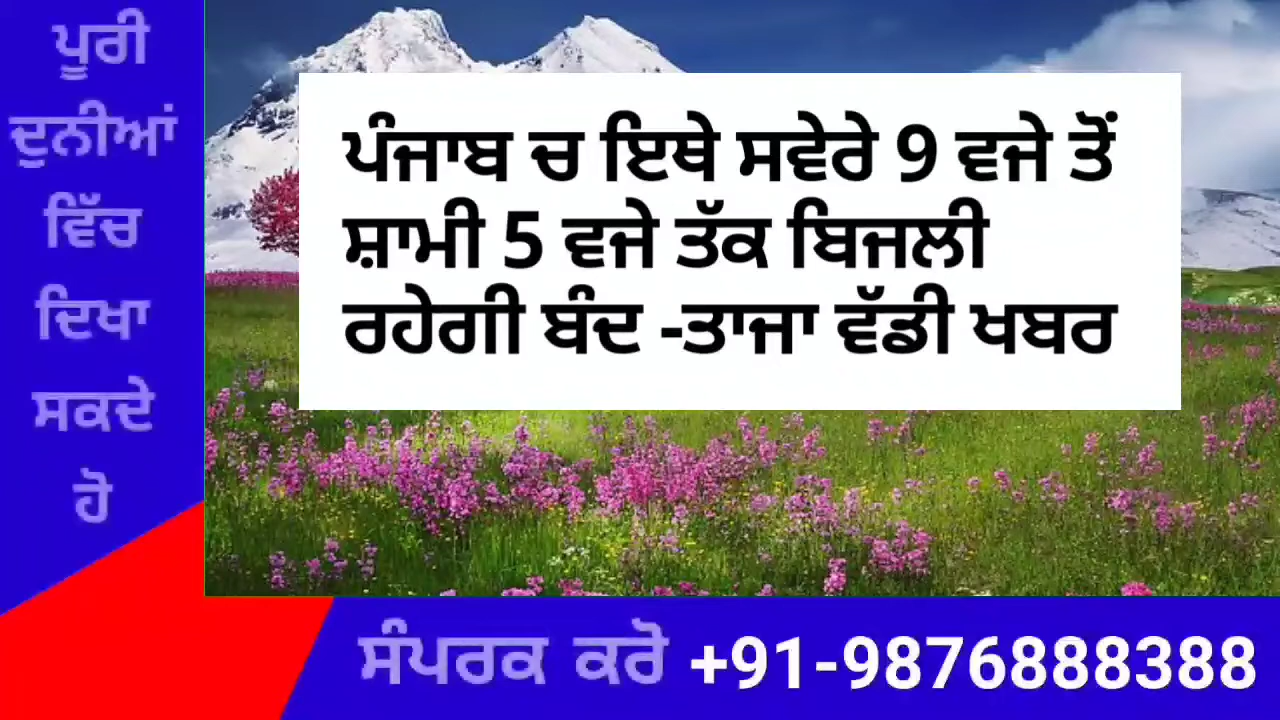 ਪੂਰੀ
ਦੁਨੀਆਂ
ਵਿੱਚ
ਦਿਖਾ
ਸਕਦੇ
ਹੋ
ਪੰਜਾਬ ਚ ਇਥੇ ਸਵੇਰੇ 9 ਵਜੇ ਤੋਂ
ਸ਼ਾਮੀ 5 ਵਜੇ ਤੱਕ ਬਿਜਲੀ
ਰਹੇਗੀ ਬੰਦ -ਤਾਜਾ ਵੱਡੀ ਖਬਰ
ਸੰਪਰਕ ਕਰੋ +91-9876888388